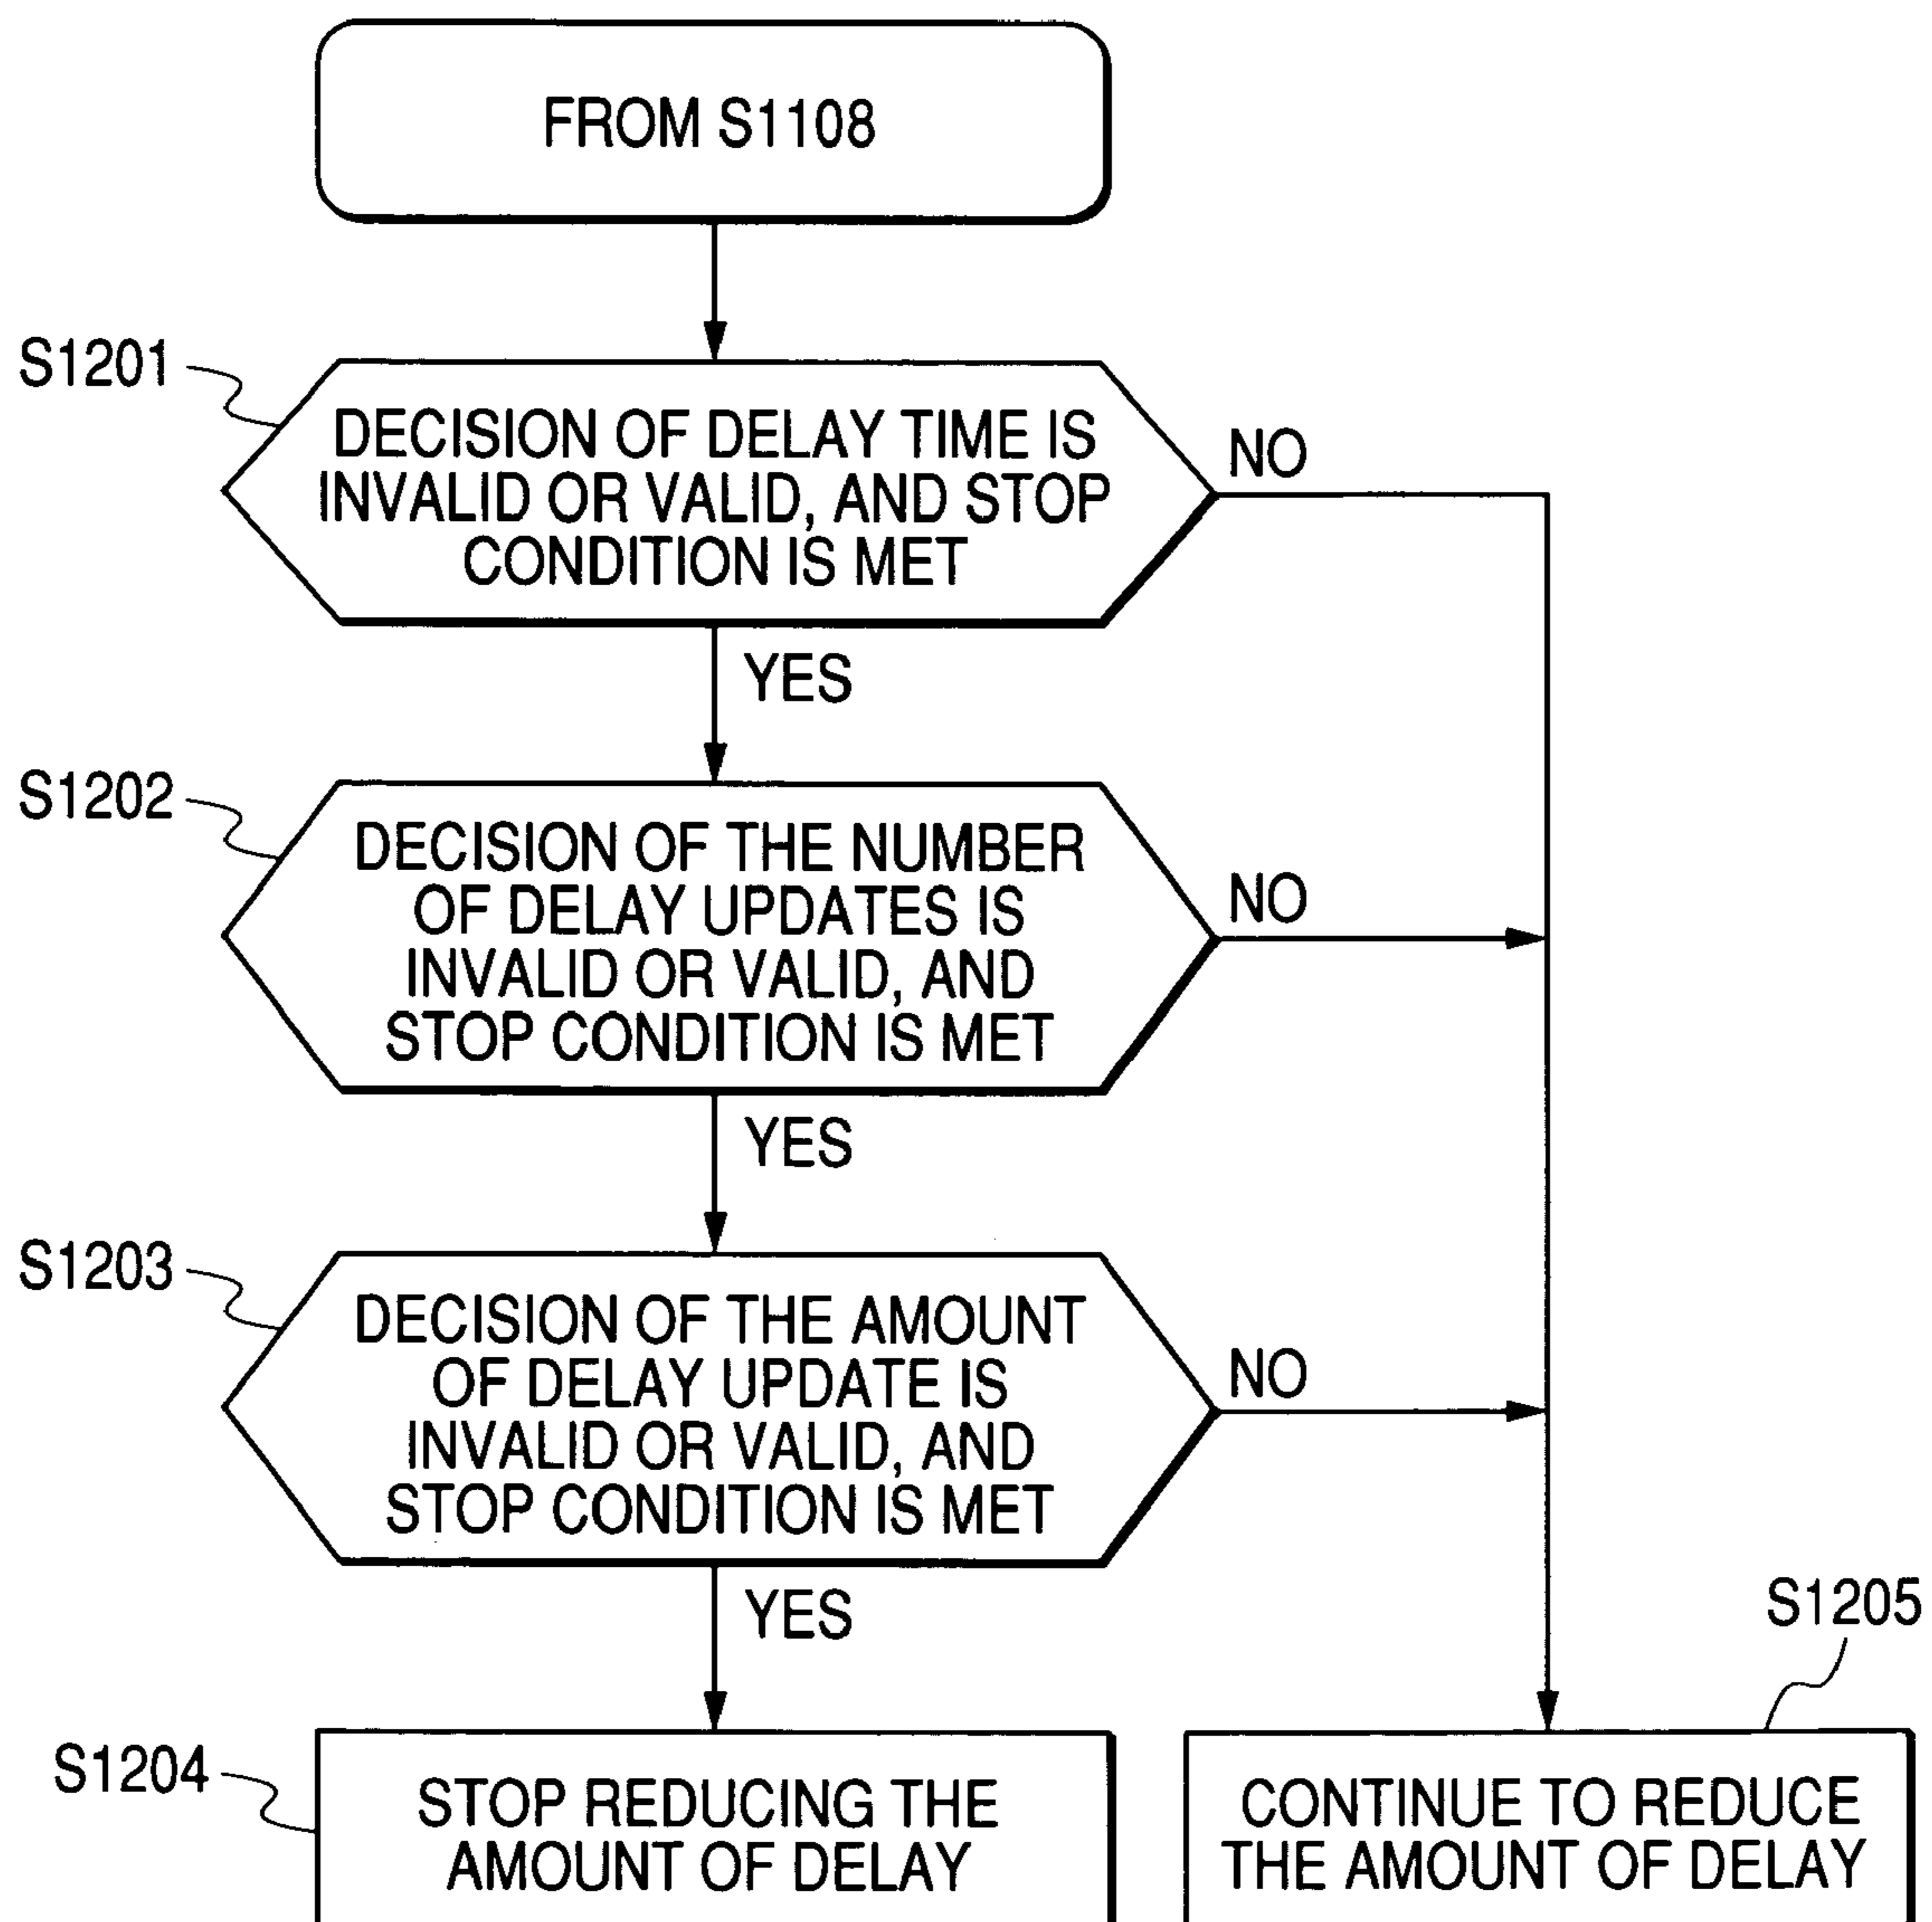 FROM S1108
S1201
DECISION OF DELAY TIME IS
INVALID OR VALID, AND STOP
CONDITION IS MET
NO
YES
S1202
DECISION OF THE NUMBER
OF DELAY UPDATES IS
INVALID OR VALID, AND
STOP CONDITION IS MET
NO
YES
S1203
DECISION OF THE AMOUNT
OF DELAY UPDATE IS
INVALID OR VALID, AND
STOP CONDITION IS MET
NO
YES
S1205
S1204
STOP REDUCING THE
AMOUNT OF DELAY
CONTINUE TO REDUCE
THE AMOUNT OF DELAY